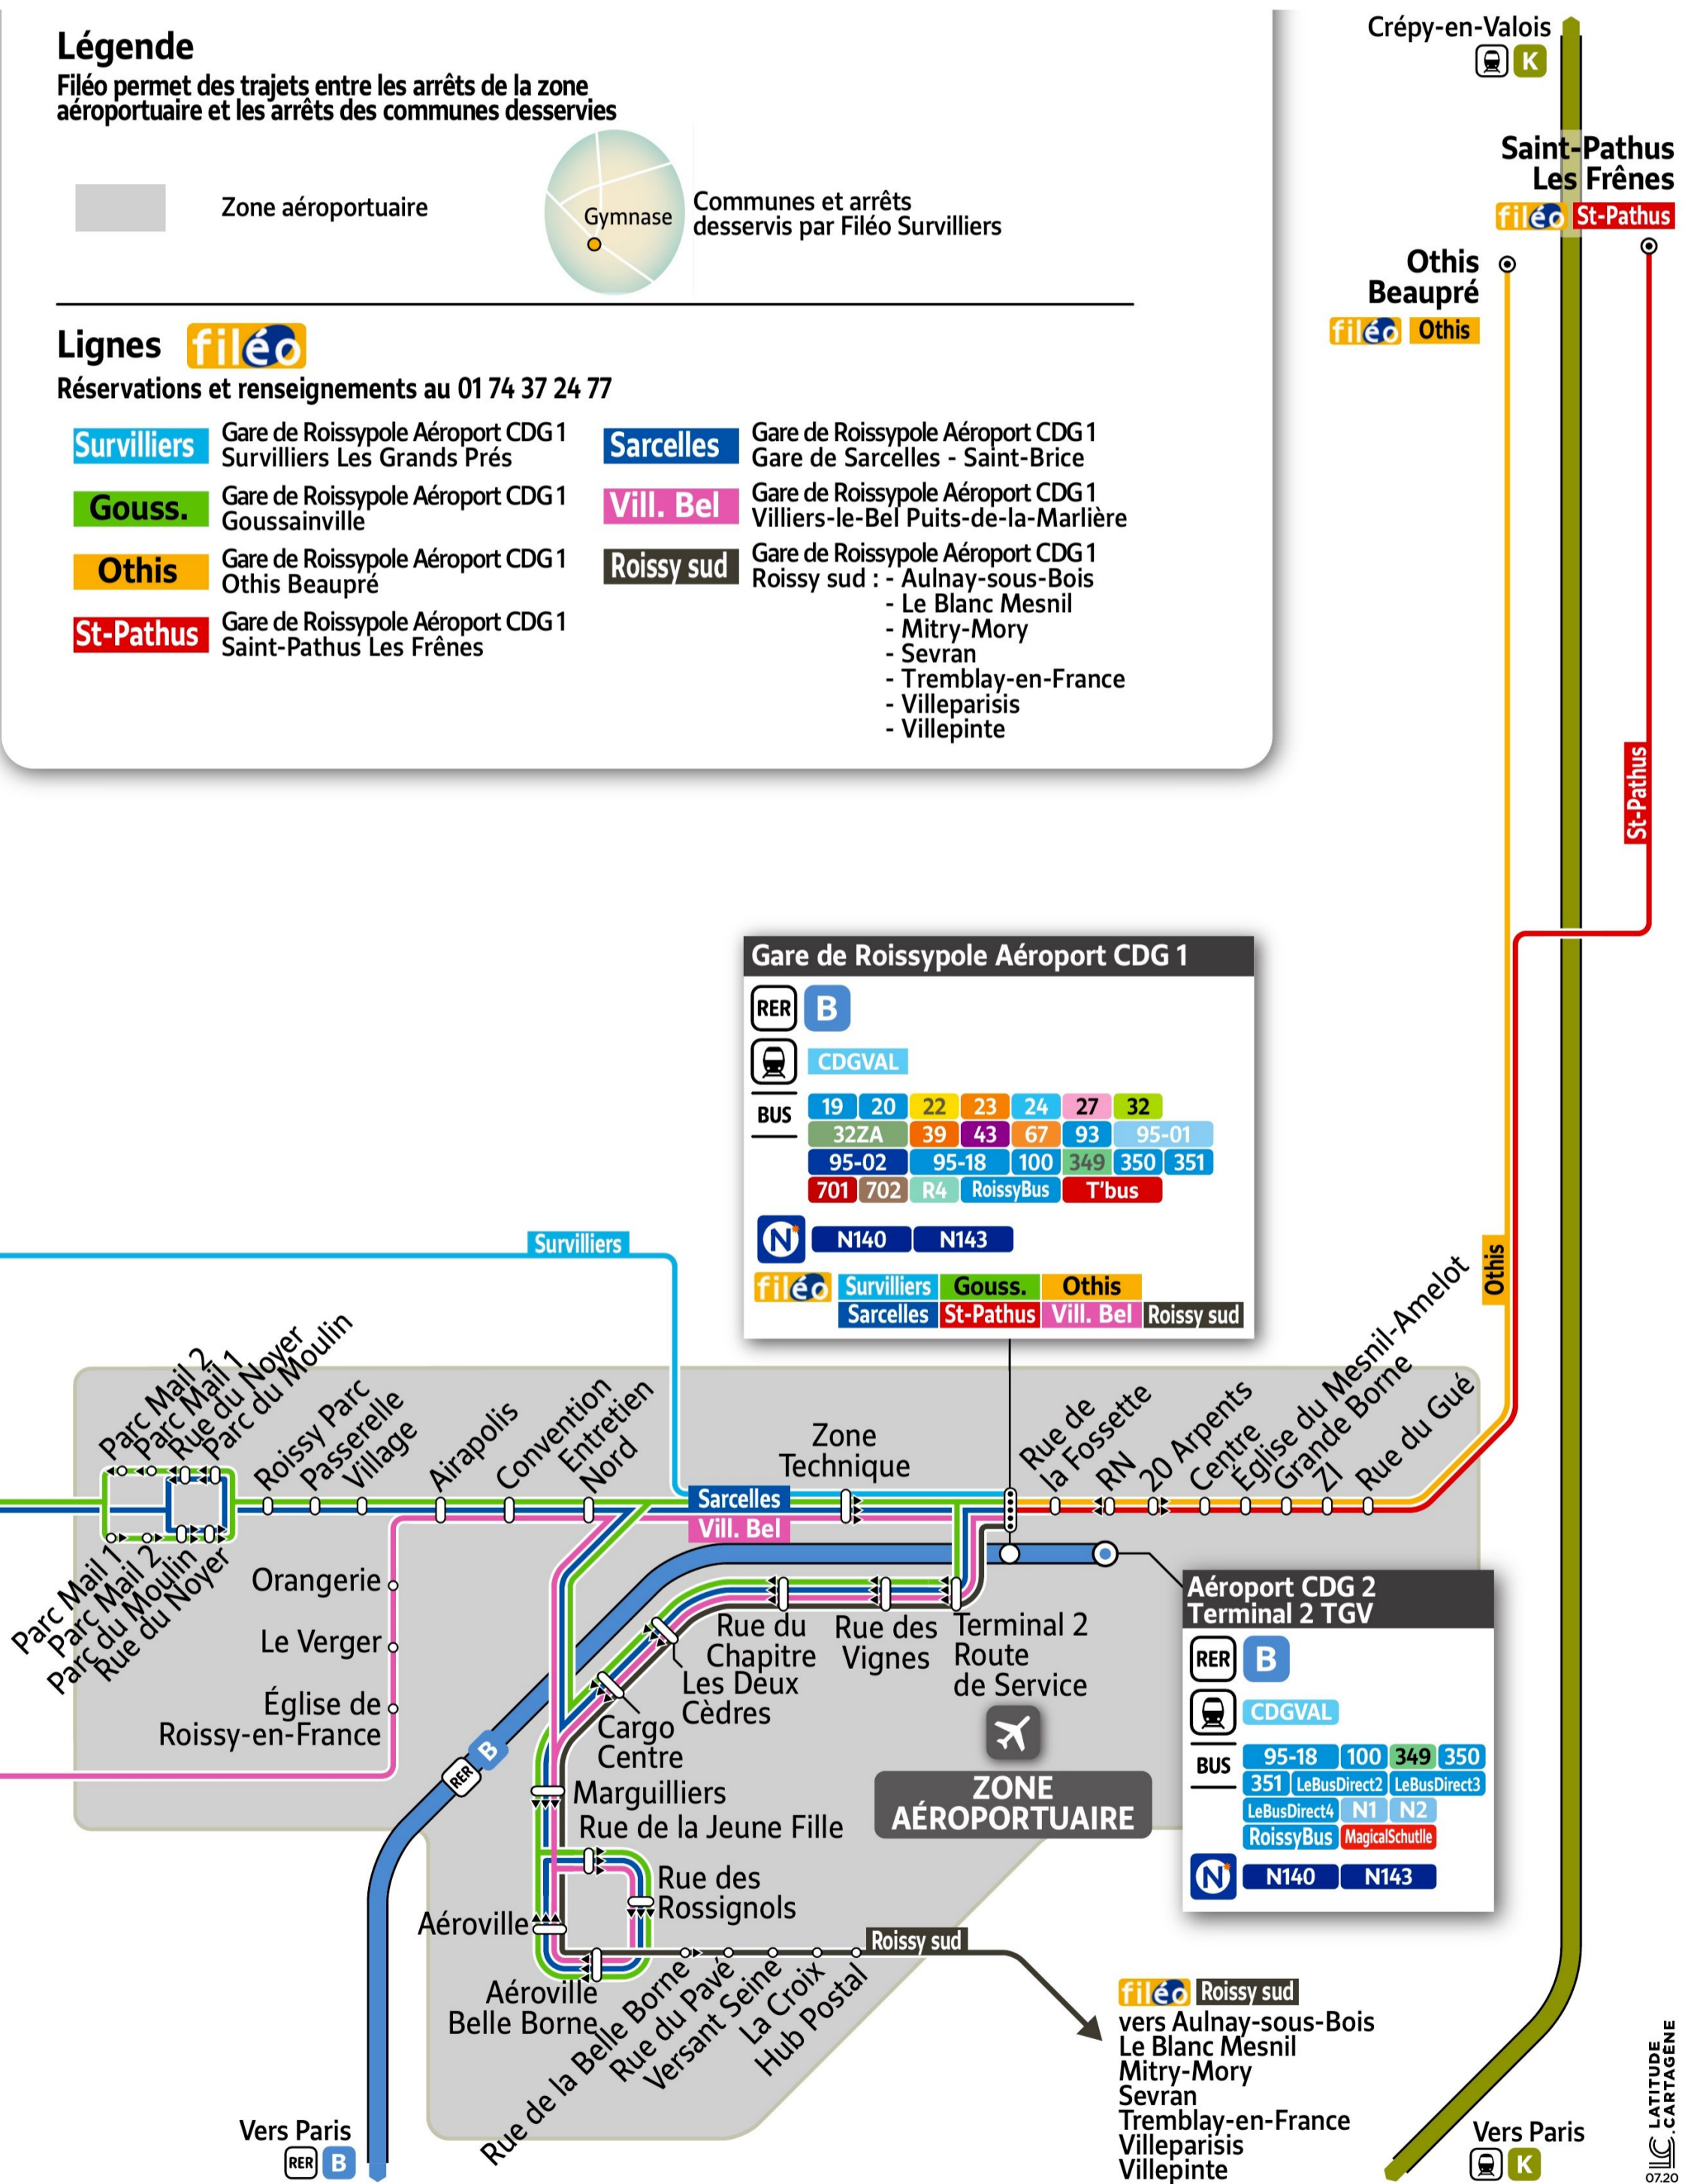 Légende
Filéo permet des trajets entre les arrêts de la zone
aéroportuaire et les arrêts des communes desservies
Zone aéroportuaire
Gymnase
Communes et arrêts
desservis par Filéo Survilliers
Lignes filéo
Réservations et renseignements au 01 74 37 24 77
Survilliers
Gare de Roissypole Aéroport CDG1
Survilliers Les Grands Prés
Gouss.
Gare de Roissypole Aéroport CDG1
Goussainville
Othis
Gare de Roissypole Aéroport CDG1
Othis Beaupré
St-Pathus
Gare de Roissypole Aéroport CDG1
Saint-Pathus Les Frênes
Sarcelles
Gare de Roissypole Aéroport CDG1
Gare de Sarcelles - Saint-Brice
Vill. Bel
Gare de Roissypole Aéroport CDG1
Villiers-le-Bel Puits-de-la-Marlière
Roissy sud
Gare de Roissypole Aéroport CDG1
Roissy sud : - Aulnay-sous-Bois
- Le Blanc Mesnil
- Mitry-Mory
- Sevran
- Tremblay-en-France
- Villeparisis
- Villepinte
Crépy-en-Valois
K
Saint-Pathus
Les Frênes
filéo St-Pathus
Othis
Beaupré
filéo Othis
St-Pathus
Othis
Gare de Roissypole Aéroport CDG 1
RER B
CDGVAL
BUS
19 20 22 23 24 27 32
32ZA 39 43 67 93 95-01
95-02 95-18 100 349 350 351
701 702 R4 RoissyBus T'bus
N N140 N143
filéo Survilliers Gouss. Othis
Sarcelles St-Pathus Vill. Bel Roissy sud
Survilliers
Parc Mail 2
Parc Mail 1
Rue du Noyer
Parc du Moulin
Roissy Parc
Passerelle
Village
Airapolis
Convention
Entretien
Nord
Zone
Technique
Sarcelles
Vill. Bel
Rue de
la Fossette
RN
20 Arpents
Centre
Église du Mesnil-Amelot
Grande Borne
ZI
Rue du Gué
Parc Mail 1
Parc Mail 2
Parc du Moulin
Rue du Noyer
Orangerie
Le Verger
Église de
Roissy-en-France
RER B
Rue du
Chapitre
Rue des
Vignes
Terminal 2
Route
de Service
Les Deux
Cèdres
Cargo
Centre
Marguilliers
Rue de la Jeune Fille
Rue des
Rossignols
Aéroville
Aéroville
Belle Borne
Rue de la Belle Borne
Rue du Pavé
Versant Seine
La Croix
Hub Postal
Roissy sud
ZONE
AÉROPORTUAIRE
Aéroport CDG 2
Terminal 2 TGV
RER B
CDGVAL
BUS
95-18 100 349 350
351 LeBusDirect2 LeBusDirect3
LeBusDirect4 N1 N2
RoissyBus MagicalSchutlle
N N140 N143
filéo Roissy sud
vers Aulnay-sous-Bois
Le Blanc Mesnil
Mitry-Mory
Sevran
Tremblay-en-France
Villeparisis
Villepinte
Vers Paris
RER B
Vers Paris
K
LATITUDE
CARTAGÈNE
07.20